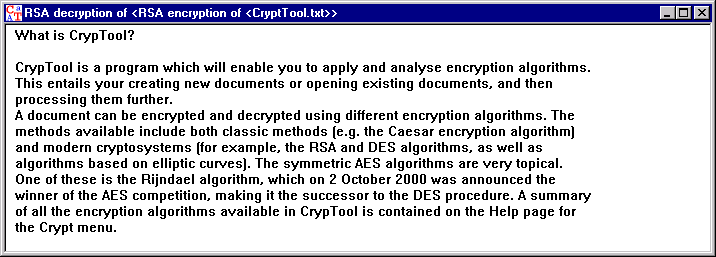 RSA decryption of <RSA encryption of <CryptTool.txt>>
What is CrypTool?
CrypTool is a program which will enable you to apply and analyse encryption algorithms.
This entails your creating new documents or opening existing documents, and then
processing them further.
A document can be encrypted and decrypted using different encryption algorithms. The
methods available include both classic methods (e.g. the Caesar encryption algorithm)
and modern cryptosystems (for example, the RSA and DES algorithms, as well as
algorithms based on elliptic curves). The symmetric AES algorithms are very topical.
One of these is the Rijndael algorithm, which on 2 October 2000 was announced the
winner of the AES competition, making it the successor to the DES procedure. A summary
of all the encryption algorithms available in CrypTool is contained on the Help page for
the Crypt menu.